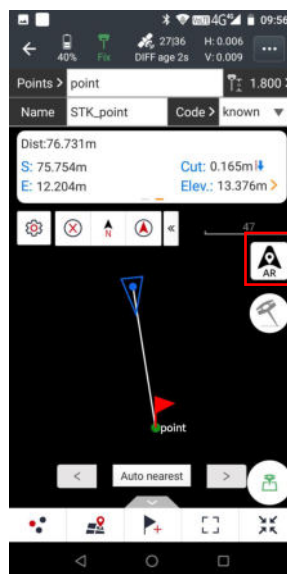 4G 09:56
40% Fix 27|36 DIFF age 2s H: 0.006 V: 0.009
Points > point 1.800
Name STK_point Code > known
Dist:76.731m
S: 75.754m Cut: 0.165m
E: 12.204m Elev.: 13.376m >
N « 47
AR
point
< Auto nearest >